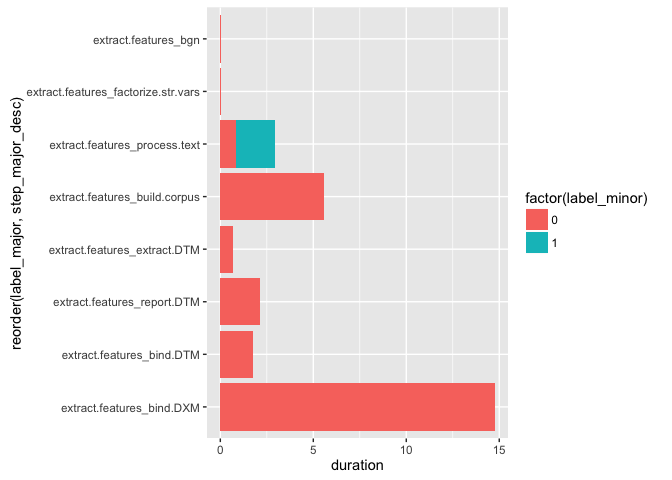 reorder(label_major, step_major_desc)
extract.features_bgn
extract.features_factorize.str.vars
extract.features_process.text
extract.features_build.corpus
extract.features_extract.DTM
extract.features_report.DTM
extract.features_bind.DTM
extract.features_bind.DXM
0
5
10
15
duration
factor(label_minor)
0
1